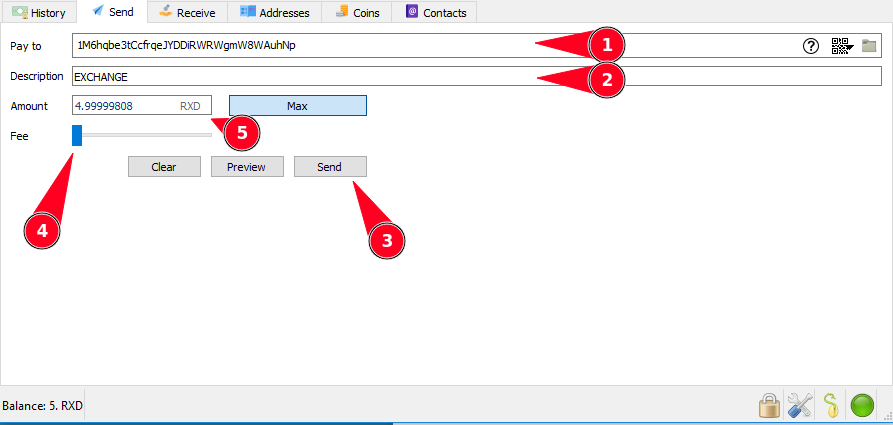 History Send Receive Addresses Coins @ Contacts
Pay to 1M6hqbe3tCcfrqeJYDDiRWRWgmW8WAuhNp ? 1
Description EXCHANGE 2
Amount 4.99999808 RXD Max
5
Fee
Clear Preview Send
4
3
Balance: 5. RXD